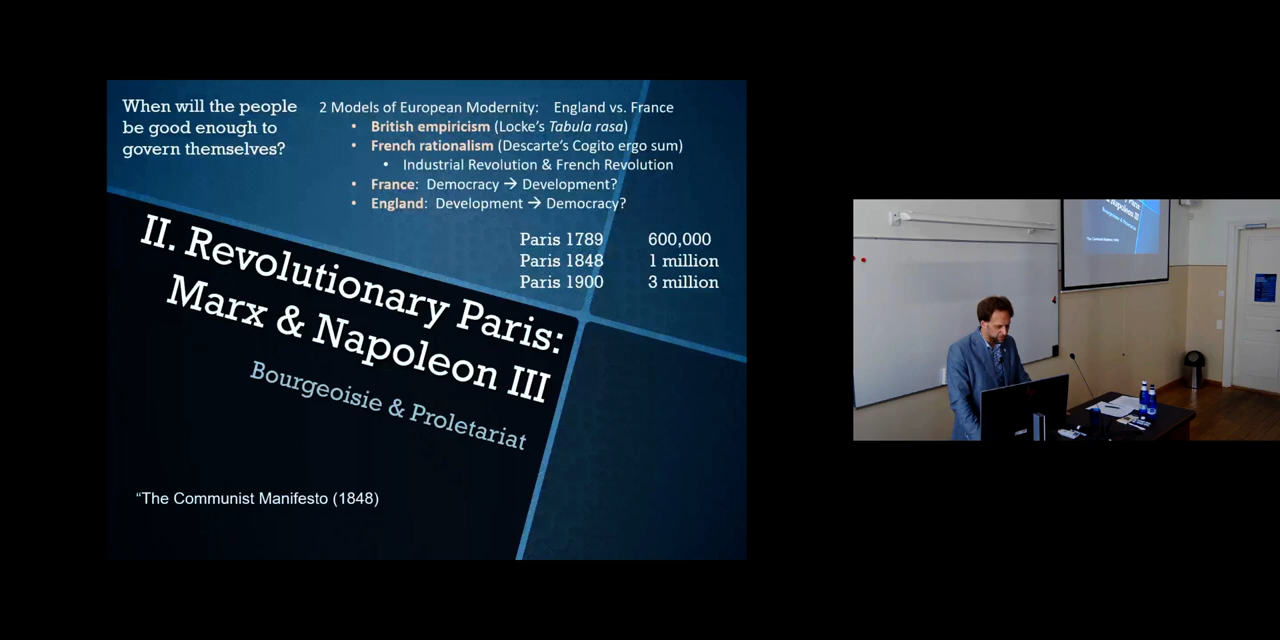 When will the people
be good enough to
govern themselves?
2 Models of European Modernity: England vs. France
• British empiricism (Locke's Tabula rasa)
• French rationalism (Descarte's Cogito ergo sum)
• Industrial Revolution & French Revolution
• France: Democracy → Development?
• England: Development → Democracy?
Paris 1789 600,000
Paris 1848 1 million
Paris 1900 3 million
II. Revolutionary Paris:
Marx & Napoleon III
Bourgeoisie & Proletariat
“The Communist Manifesto (1848)